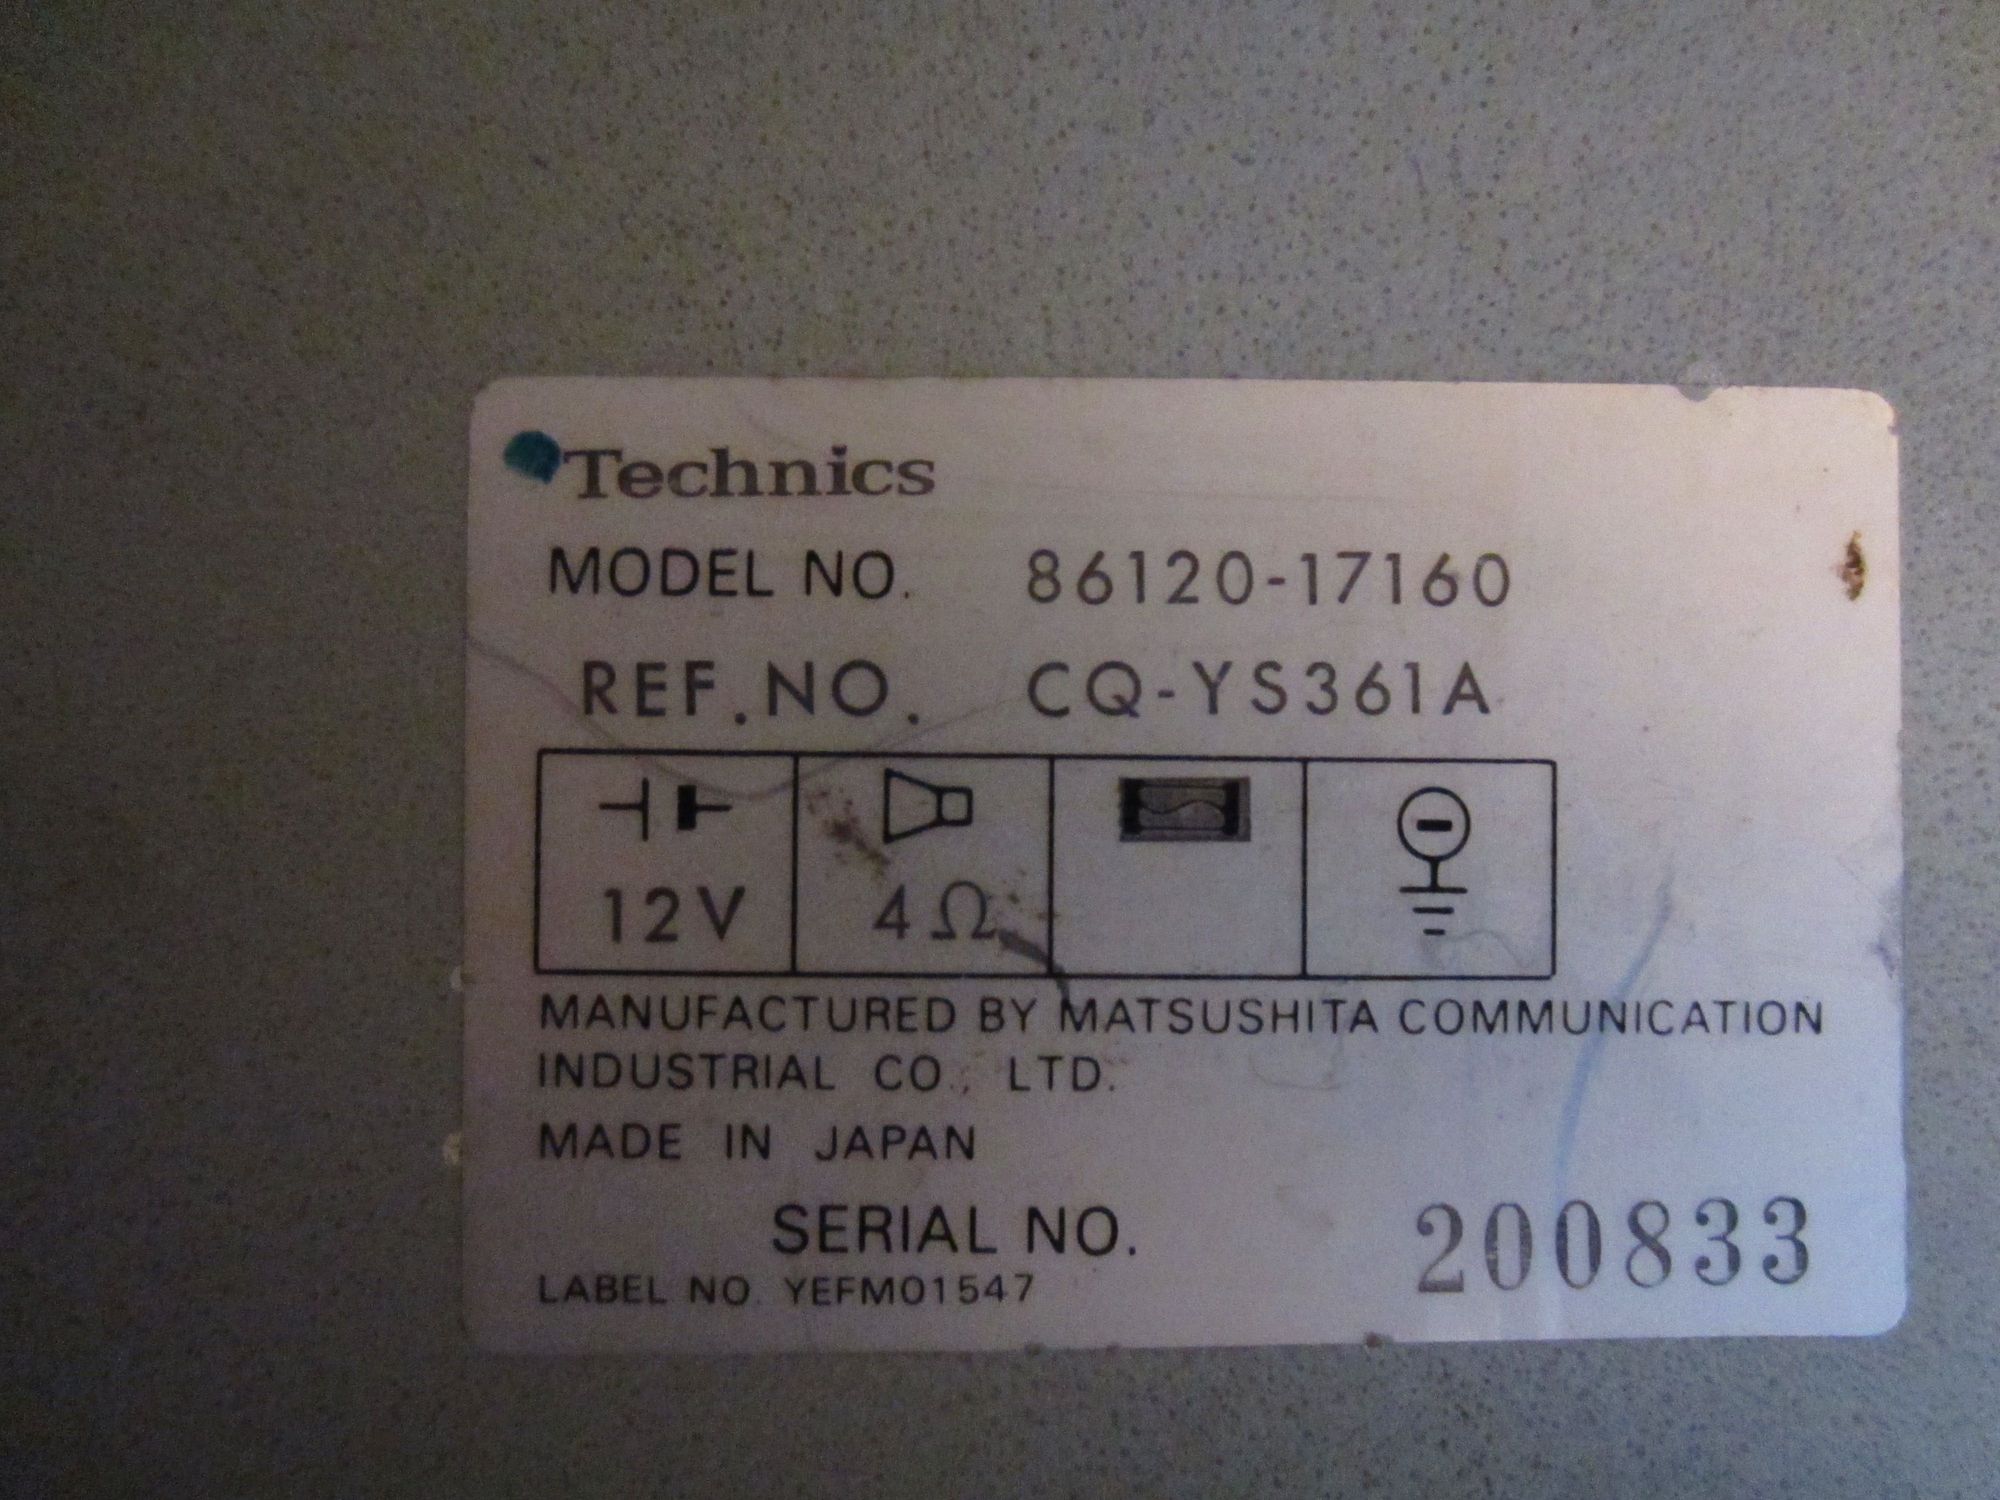 Technics
MODEL NO. 86120-17160
REF.NO. CQ-YS361A
12V 4Ω
MANUFACTURED BY MATSUSHITA COMMUNICATION
INDUSTRIAL CO., LTD.
MADE IN JAPAN
SERIAL NO. 200833
LABEL NO. YEFM01547